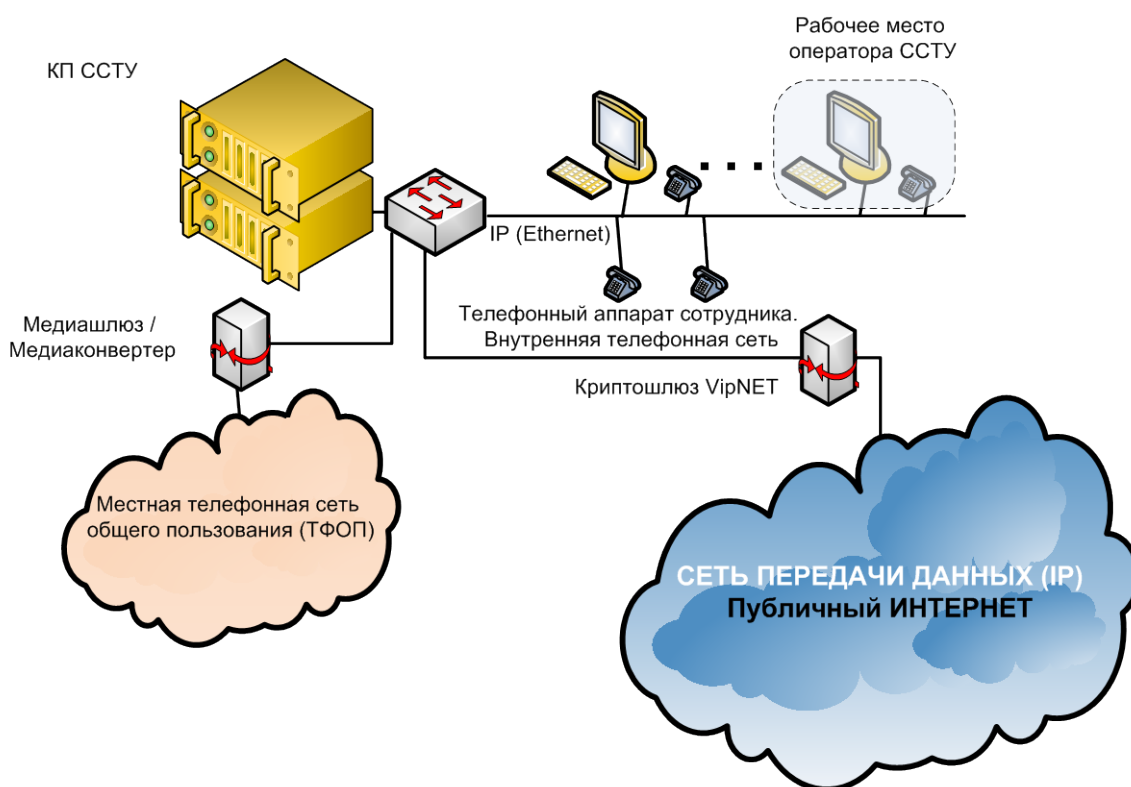 Рабочее место
оператора ССТУ
КП ССТУ
IP (Ethernet)
Телефонный аппарат сотрудника.
Внутренняя телефонная сеть
Медиашлюз /
Медиаконвертер
Криптошлюз VipNET
Местная телефонная сеть
общего пользования (ТФОП)
СЕТЬ ПЕРЕДАЧИ ДАННЫХ (IP)
Публичный ИНТЕРНЕТ